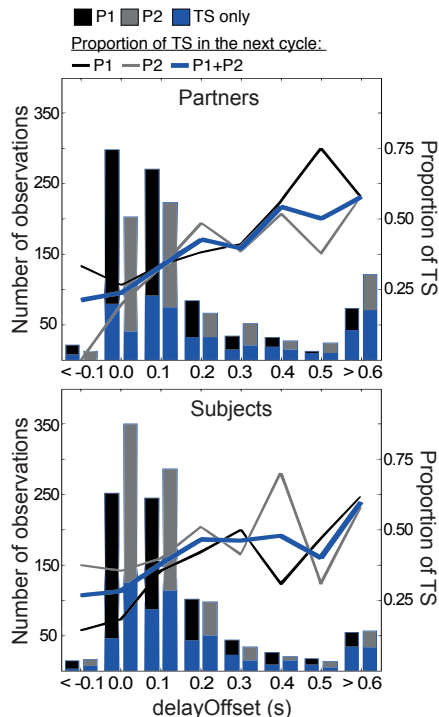 P1 P2 TS only
Proportion of TS in the next cycle:
P1 P2 P1+P2
Partners
Number of observations
350
250
150
50
0.75
0.50
0.25
Proportion of TS
< -0.1 0.0 0.1 0.2 0.3 0.4 0.5 > 0.6
Subjects
Number of observations
350
250
150
50
0.75
0.50
0.25
Proportion of TS
< -0.1 0.0 0.1 0.2 0.3 0.4 0.5 > 0.6
delayOffset (s)